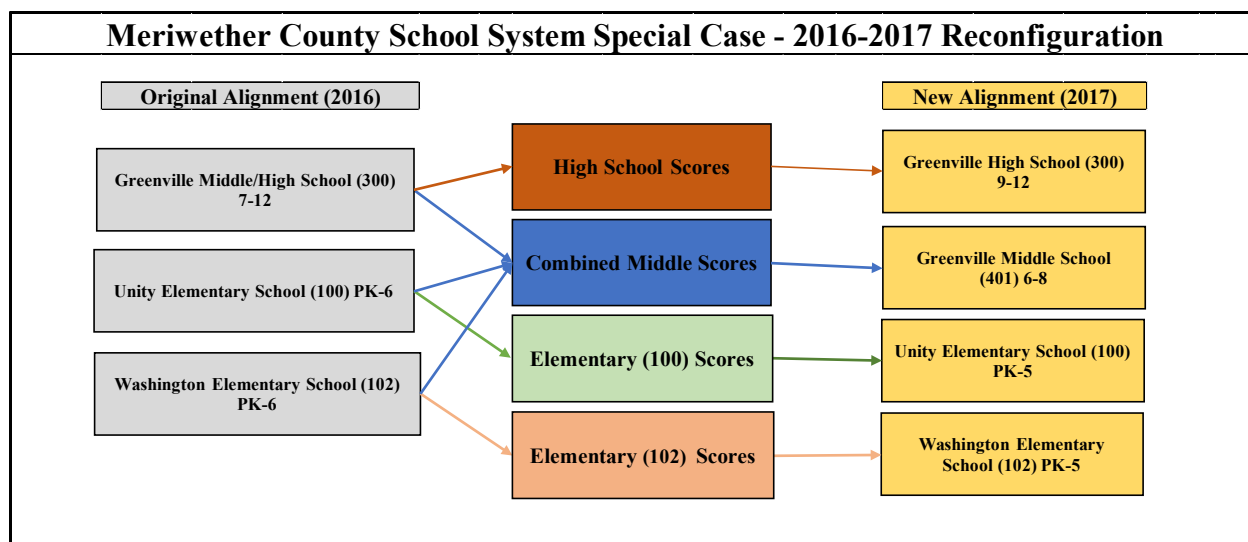 Meriwether County School System Special Case - 2016-2017 Reconfiguration
Original Alignment (2016)
New Alignment (2017)
Greenville Middle/High School (300)
7-12
Unity Elementary School (100) PK-6
Washington Elementary School (102)
PK-6
High School Scores
Combined Middle Scores
Elementary (100) Scores
Elementary (102) Scores
Greenville High School (300)
9-12
Greenville Middle School
(401) 6-8
Unity Elementary School (100)
PK-5
Washington Elementary
School (102) PK-5